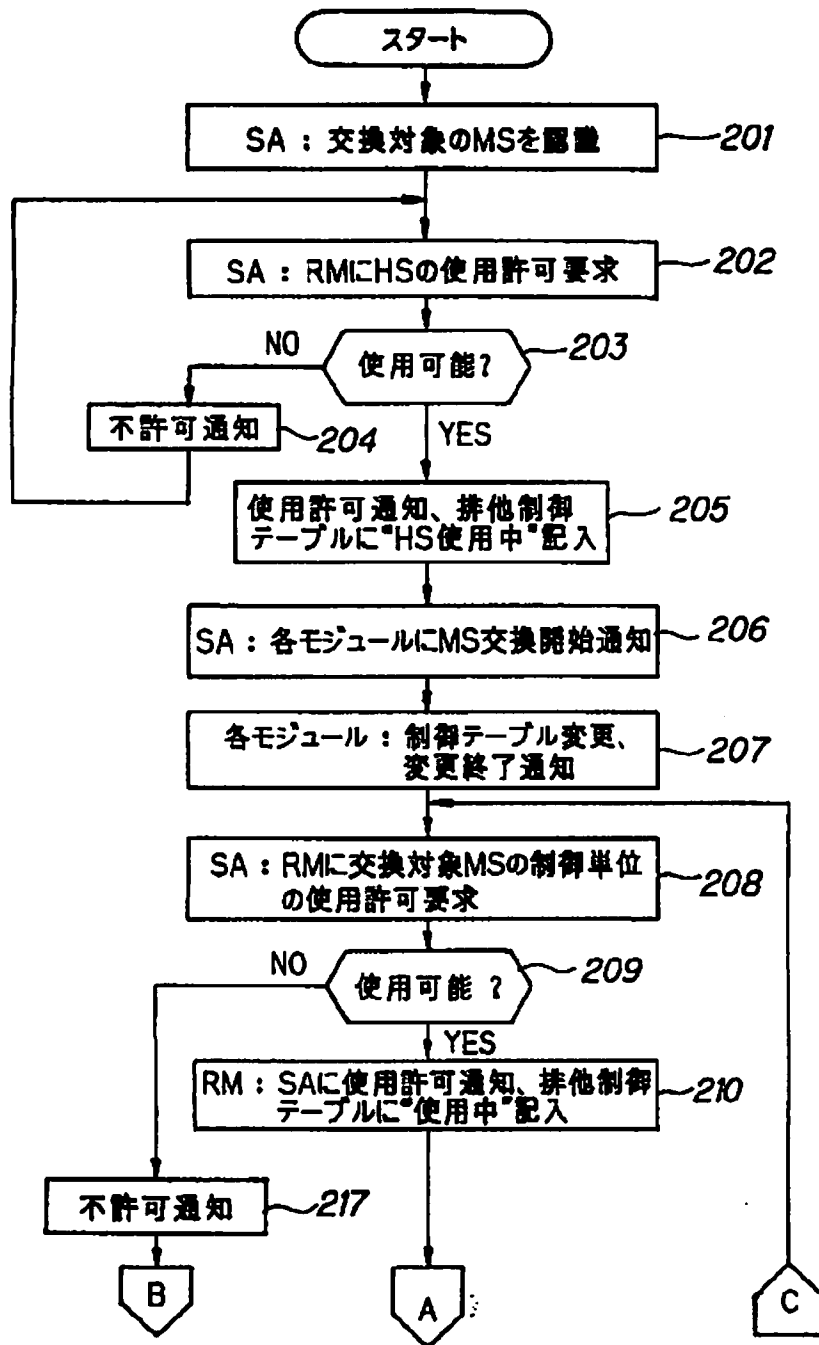 スタート
SA : 交換対象のMSを認識
201
SA : RMにHSの使用許可要求
202
NO
使用可能?
203
不許可通知
204
YES
使用許可通知、排他制御
テーブルに"HS使用中"記入
205
SA : 各モジュールにMS交換開始通知
206
各モジュール : 制御テーブル変更、
変更終了通知
207
SA : RMに交換対象MSの制御単位
の使用許可要求
208
NO
使用可能 ?
209
YES
RM : SAに使用許可通知、排他制御
テーブルに"使用中"記入
210
不許可通知
217
B
A
C